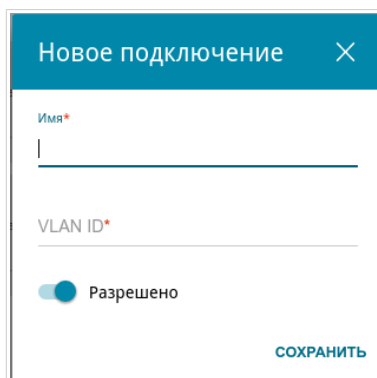 Новое подключение
Имя*
VLAN ID*
Разрешено
СОХРАНИТЬ